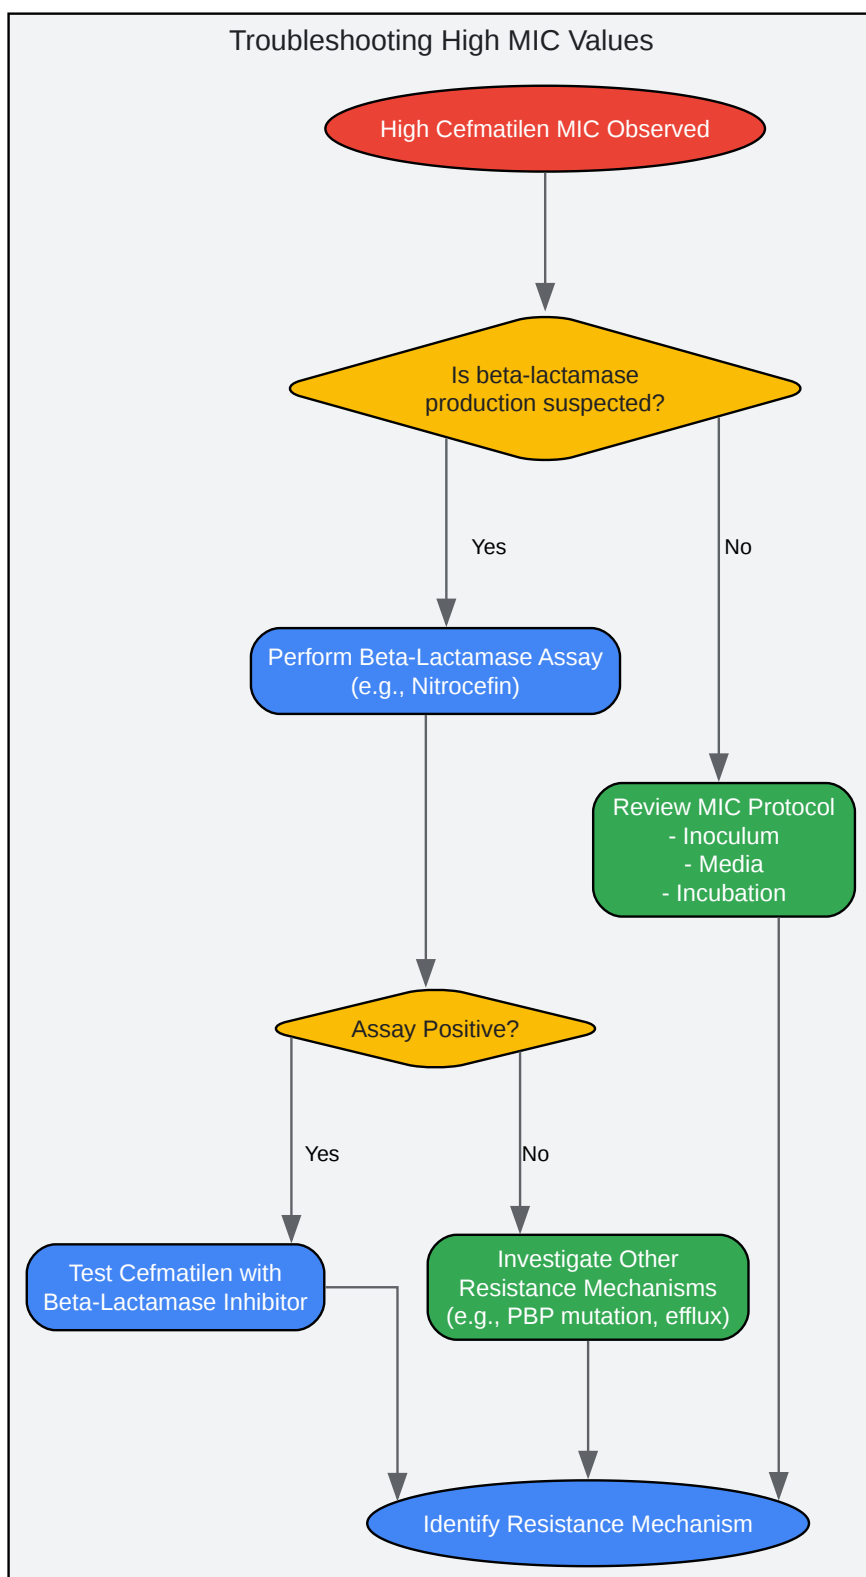 Troubleshooting High MIC Values
High Cefmatilen MIC Observed
Is beta-lactamase
production suspected?
Yes
No
Perform Beta-Lactamase Assay
(e.g., Nitrocefin)
Review MIC Protocol
- Inoculum
- Media
- Incubation
Assay Positive?
Yes
No
Test Cefmatilen with
Beta-Lactamase Inhibitor
Investigate Other
Resistance Mechanisms
(e.g., PBP mutation, efflux)
Identify Resistance Mechanism